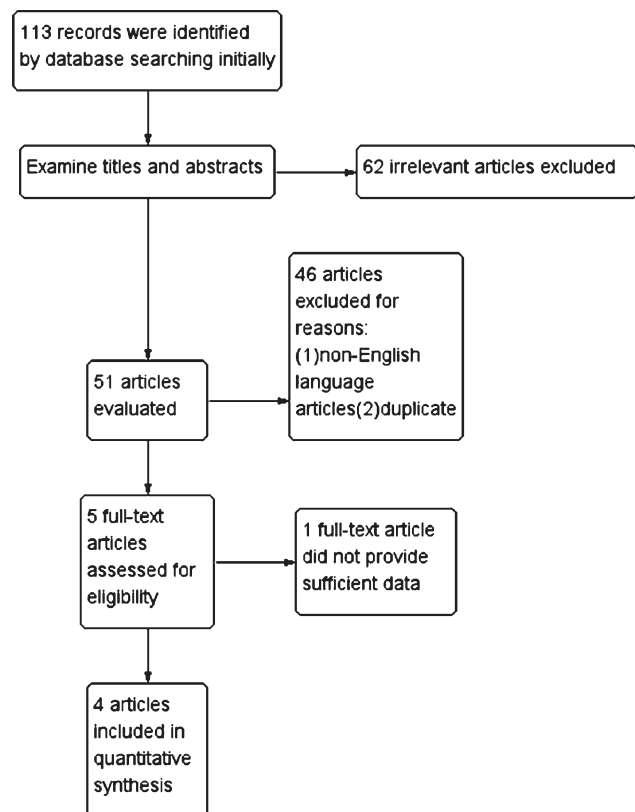 113 records were identified
by database searching initially
Examine titles and abstracts
62 irrelevant articles excluded
46 articles
excluded for
reasons:
(1)non-English
language
articles(2)duplicate
51 articles
evaluated
5 full-text
articles
assessed for
eligibility
1 full-text article
did not provide
sufficient data
4 articles
included in
quantitative
synthesis